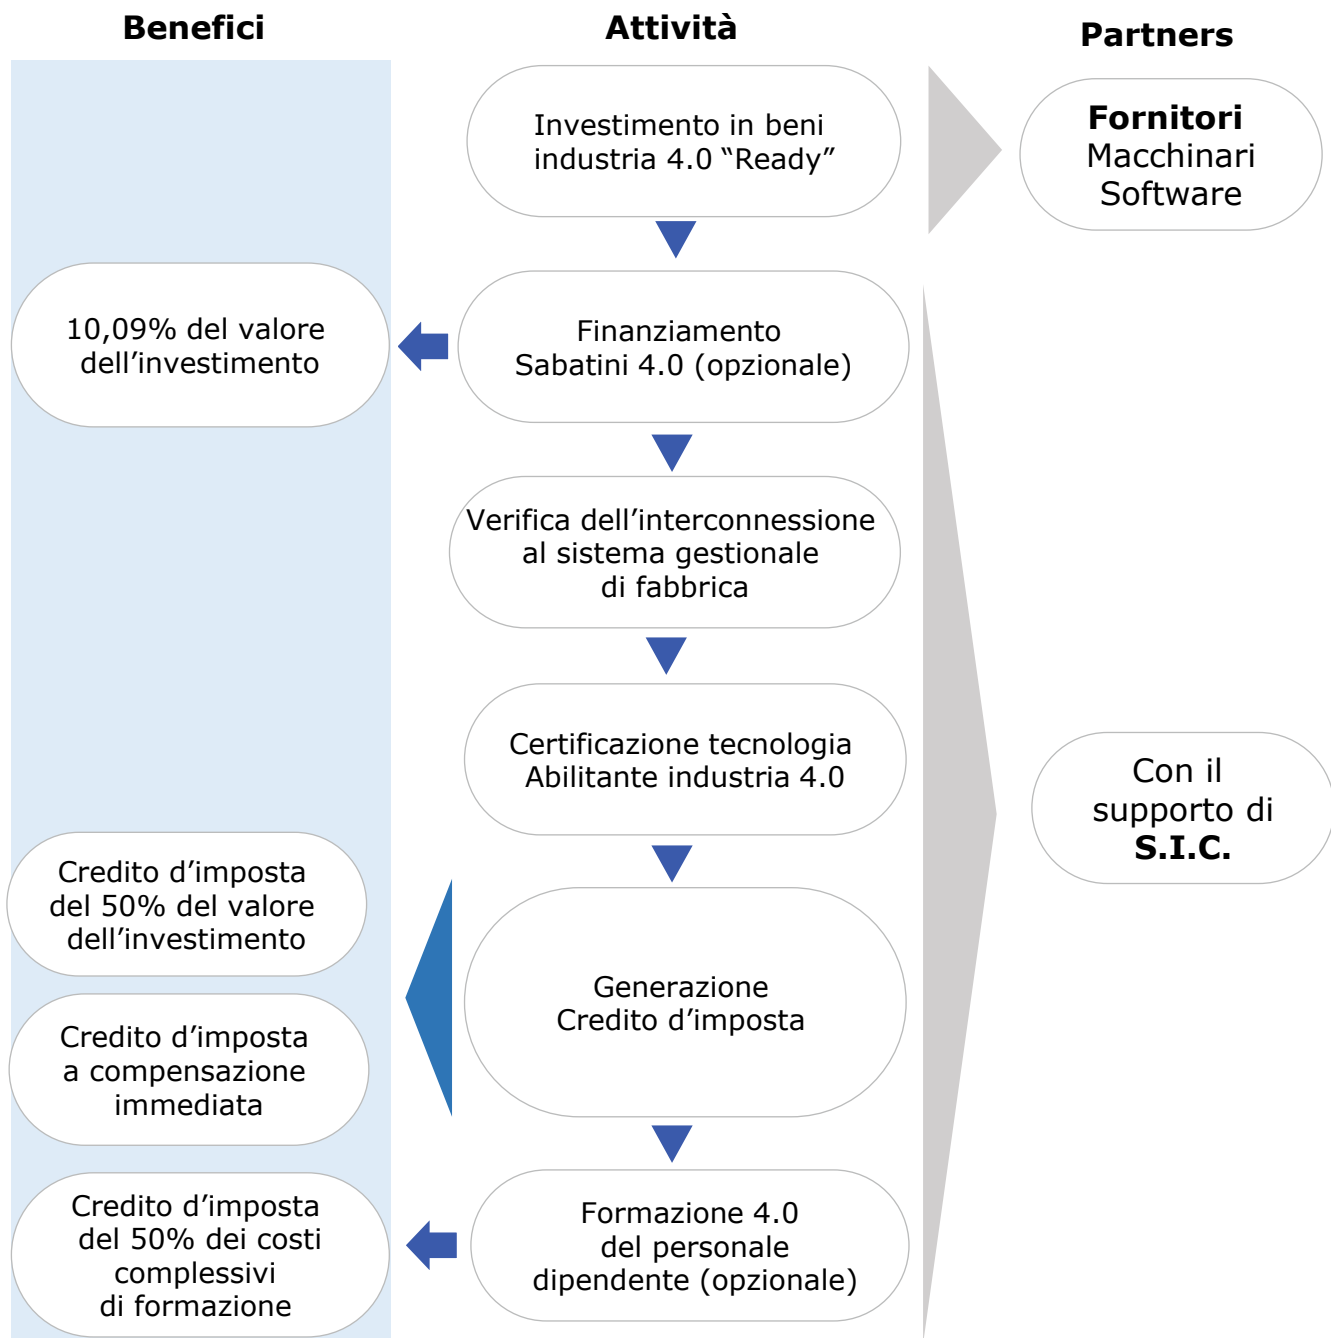 Benefici
Attività
Partners
Investimento in beni
industria 4.0 “Ready”
Fornitori
Macchinari
Software
10,09% del valore
dell’investimento
Finanziamento
Sabatini 4.0 (opzionale)
Verifica dell’interconnessione
al sistema gestionale
di fabbrica
Certificazione tecnologia
Abilitante industria 4.0
Con il
supporto di
S.I.C.
Credito d’imposta
del 50% del valore
dell’investimento
Credito d’imposta
a compensazione
immediata
Generazione
Credito d’imposta
Credito d’imposta
del 50% dei costi
complessivi
di formazione
Formazione 4.0
del personale
dipendente (opzionale)